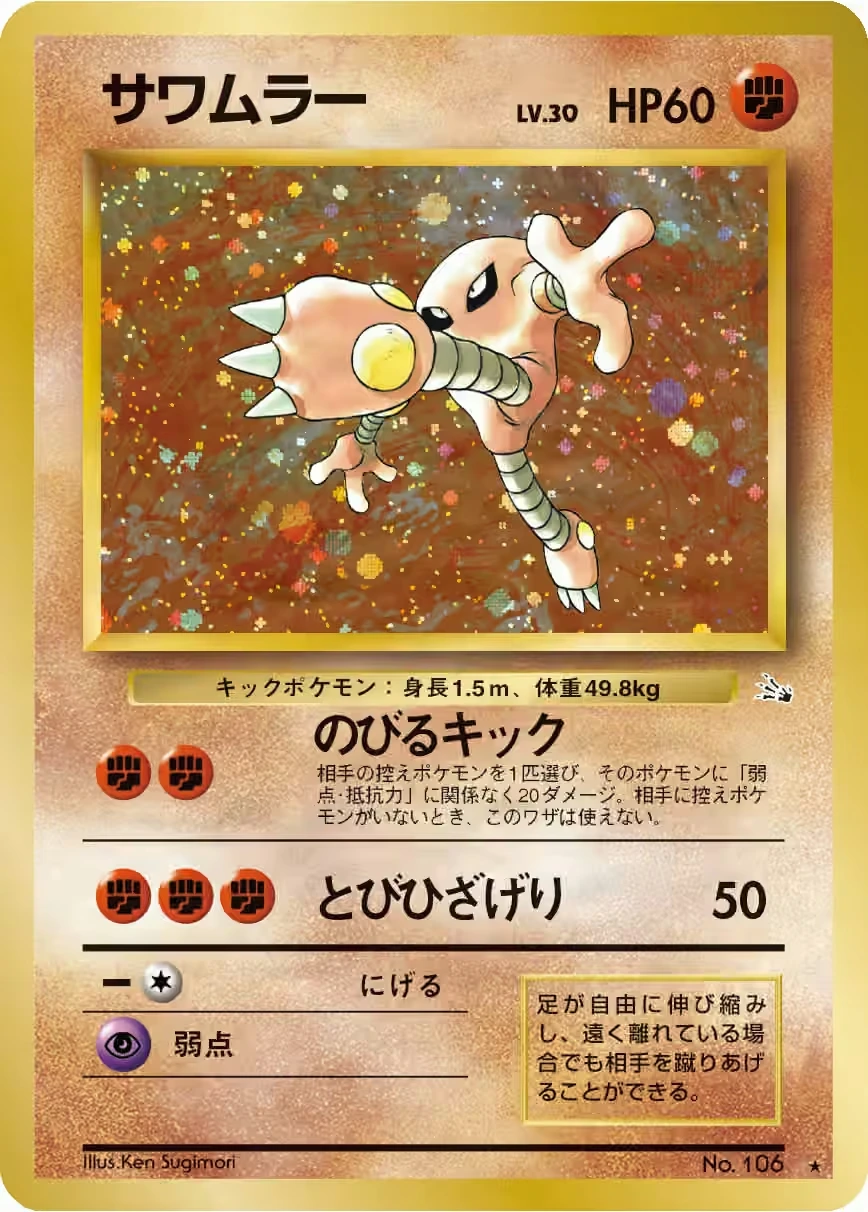 サワムラー LV.30 HP60
キックポケモン：身長1.5m、体重49.8kg
のびるキック
相手の控えポケモンを1匹選び、そのポケモンに「弱
点・抵抗力」に関係なく20ダメージ。相手に控えポケ
モンがいないとき、このワザは使えない。
とびひざげり 50
にげる
弱点
足が自由に伸び縮み
し、遠く離れている場
合でも相手を蹴りあげ
ることができる。
Illus.Ken Sugimori
No. 106 ★